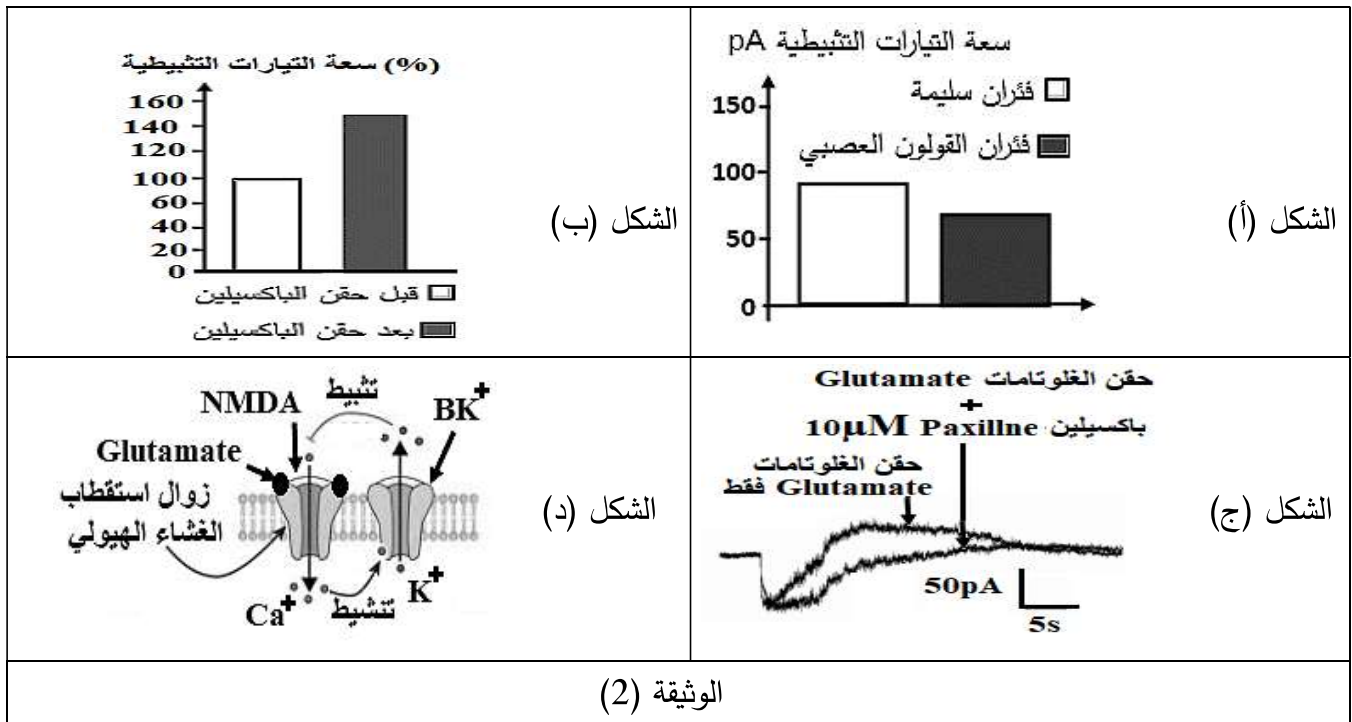 سعة التيارات التثبيطية pA
150
100
50
0
فئران سليمة
فئران القولون العصبي
الشكل (أ)
سعة التيارات التثبيطية (%)
160
140
120
100
60
40
20
0
قبل حقن الباكسيلين
بعد حقن الباكسيلين
الشكل (ب)
حقن الغلوتامات Glutamate
+
باكسيلين 10µM Paxillne
حقن الغلوتامات
Glutamate فقط
50pA
5s
الشكل (ج)
تثبيط
NMDA
BK+
Glutamate
زوال استقطاب
الغشاء الهيولي
Ca+
تنشيط
K+
الشكل (د)
الوثيقة (2)